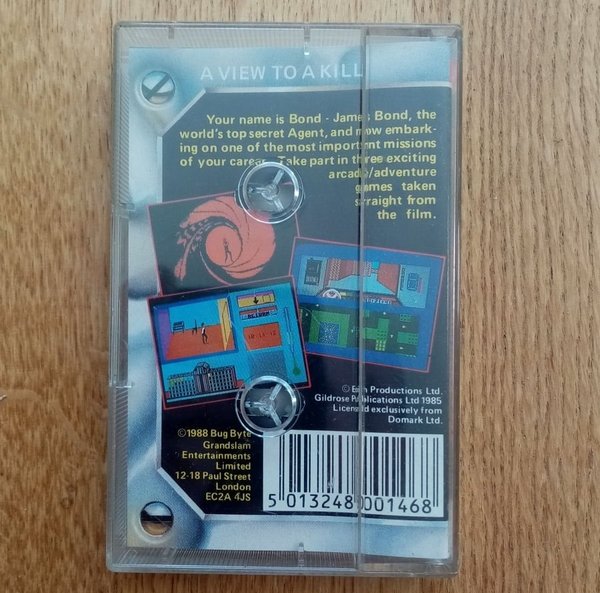 A VIEW TO A KILL
Your name is Bond - James Bond, the
world's top secret Agent, and now embark-
ing on one of the most important missions
of your career. Take part in three exciting
arcade/adventure
games taken
straight from
the film.
© Eon Productions Ltd.
Gildrose Publications Ltd 1985
Licensed exclusively from
Domark Ltd.
©1988 Bug Byte
Grandslam
Entertainments
Limited
12-18 Paul Street
London
EC2A 4JS
5 013248 001468